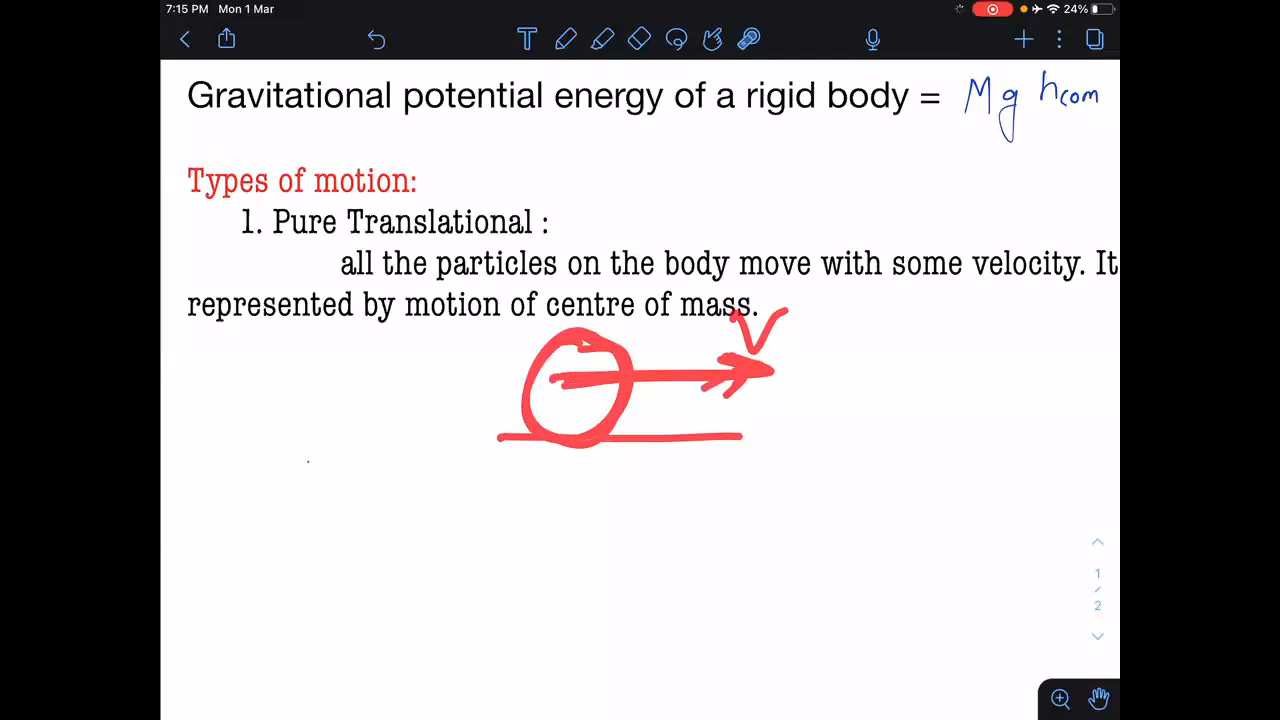 7:15 PM Mon 1 Mar 24%
T
Gravitational potential energy of a rigid body = Mg hcom
Types of motion:
1. Pure Translational :
all the particles on the body move with some velocity. It
represented by motion of centre of mass.
V
1
/
2